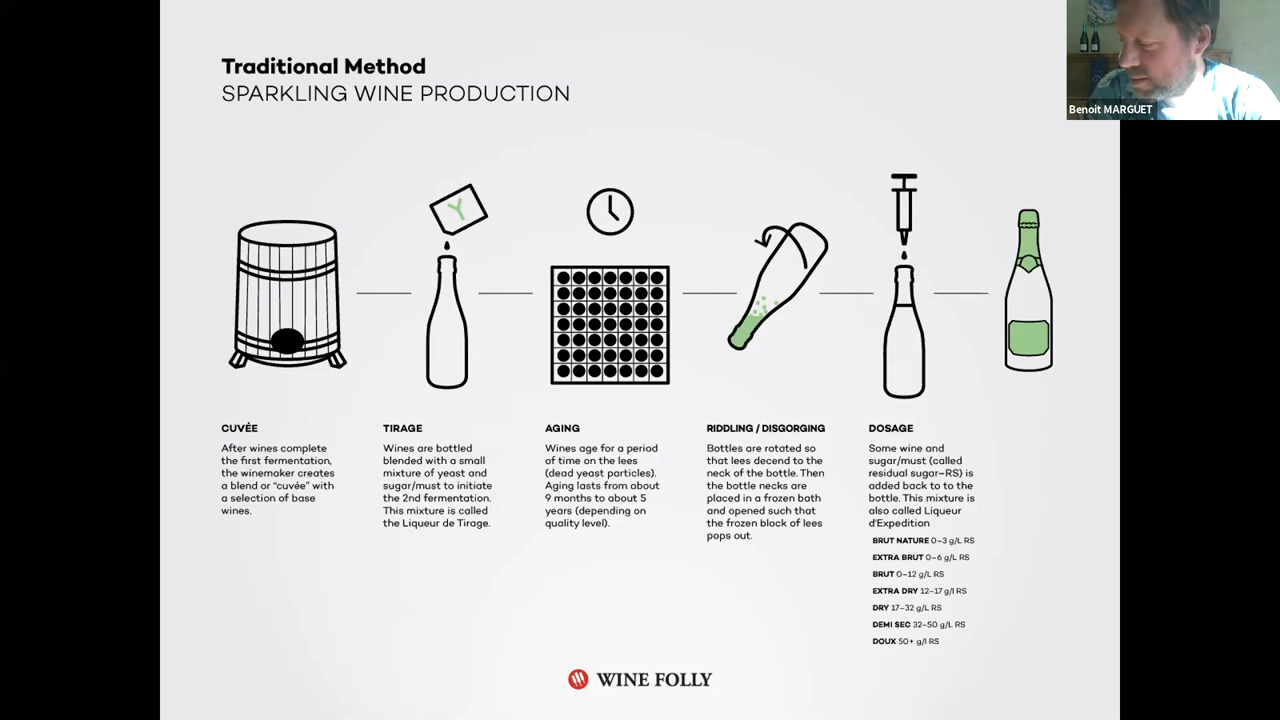 Traditional Method
SPARKLING WINE PRODUCTION
Benoit MARGUET
Y
CUVÉE
After wines complete
the first fermentation,
the winemaker creates
a blend or “cuvée” with
a selection of base
wines.
TIRAGE
Wines are bottled
blended with a small
mixture of yeast and
sugar/must to initiate
the 2nd fermentation.
This mixture is called
the Liqueur de Tirage.
AGING
Wines age for a period
of time on the lees
(dead yeast particles).
Aging lasts from about
9 months to about 5
years (depending on
quality level).
RIDDLING / DISGORGING
Bottles are rotated so
that lees decend to the
neck of the bottle. Then
the bottle necks are
placed in a frozen bath
and opened such that
the frozen block of lees
pops out.
DOSAGE
Some wine and
sugar/must (called
residual sugar–RS) is
added back to to the
bottle. This mixture is
also called Liqueur
d'Expedition
BRUT NATURE 0–3 g/L RS
EXTRA BRUT 0–6 g/L RS
BRUT 0–12 g/L RS
EXTRA DRY 12–17 g/l RS
DRY 17–32 g/L RS
DEMI SEC 32–50 g/L RS
DOUX 50+ g/l RS
WINE FOLLY